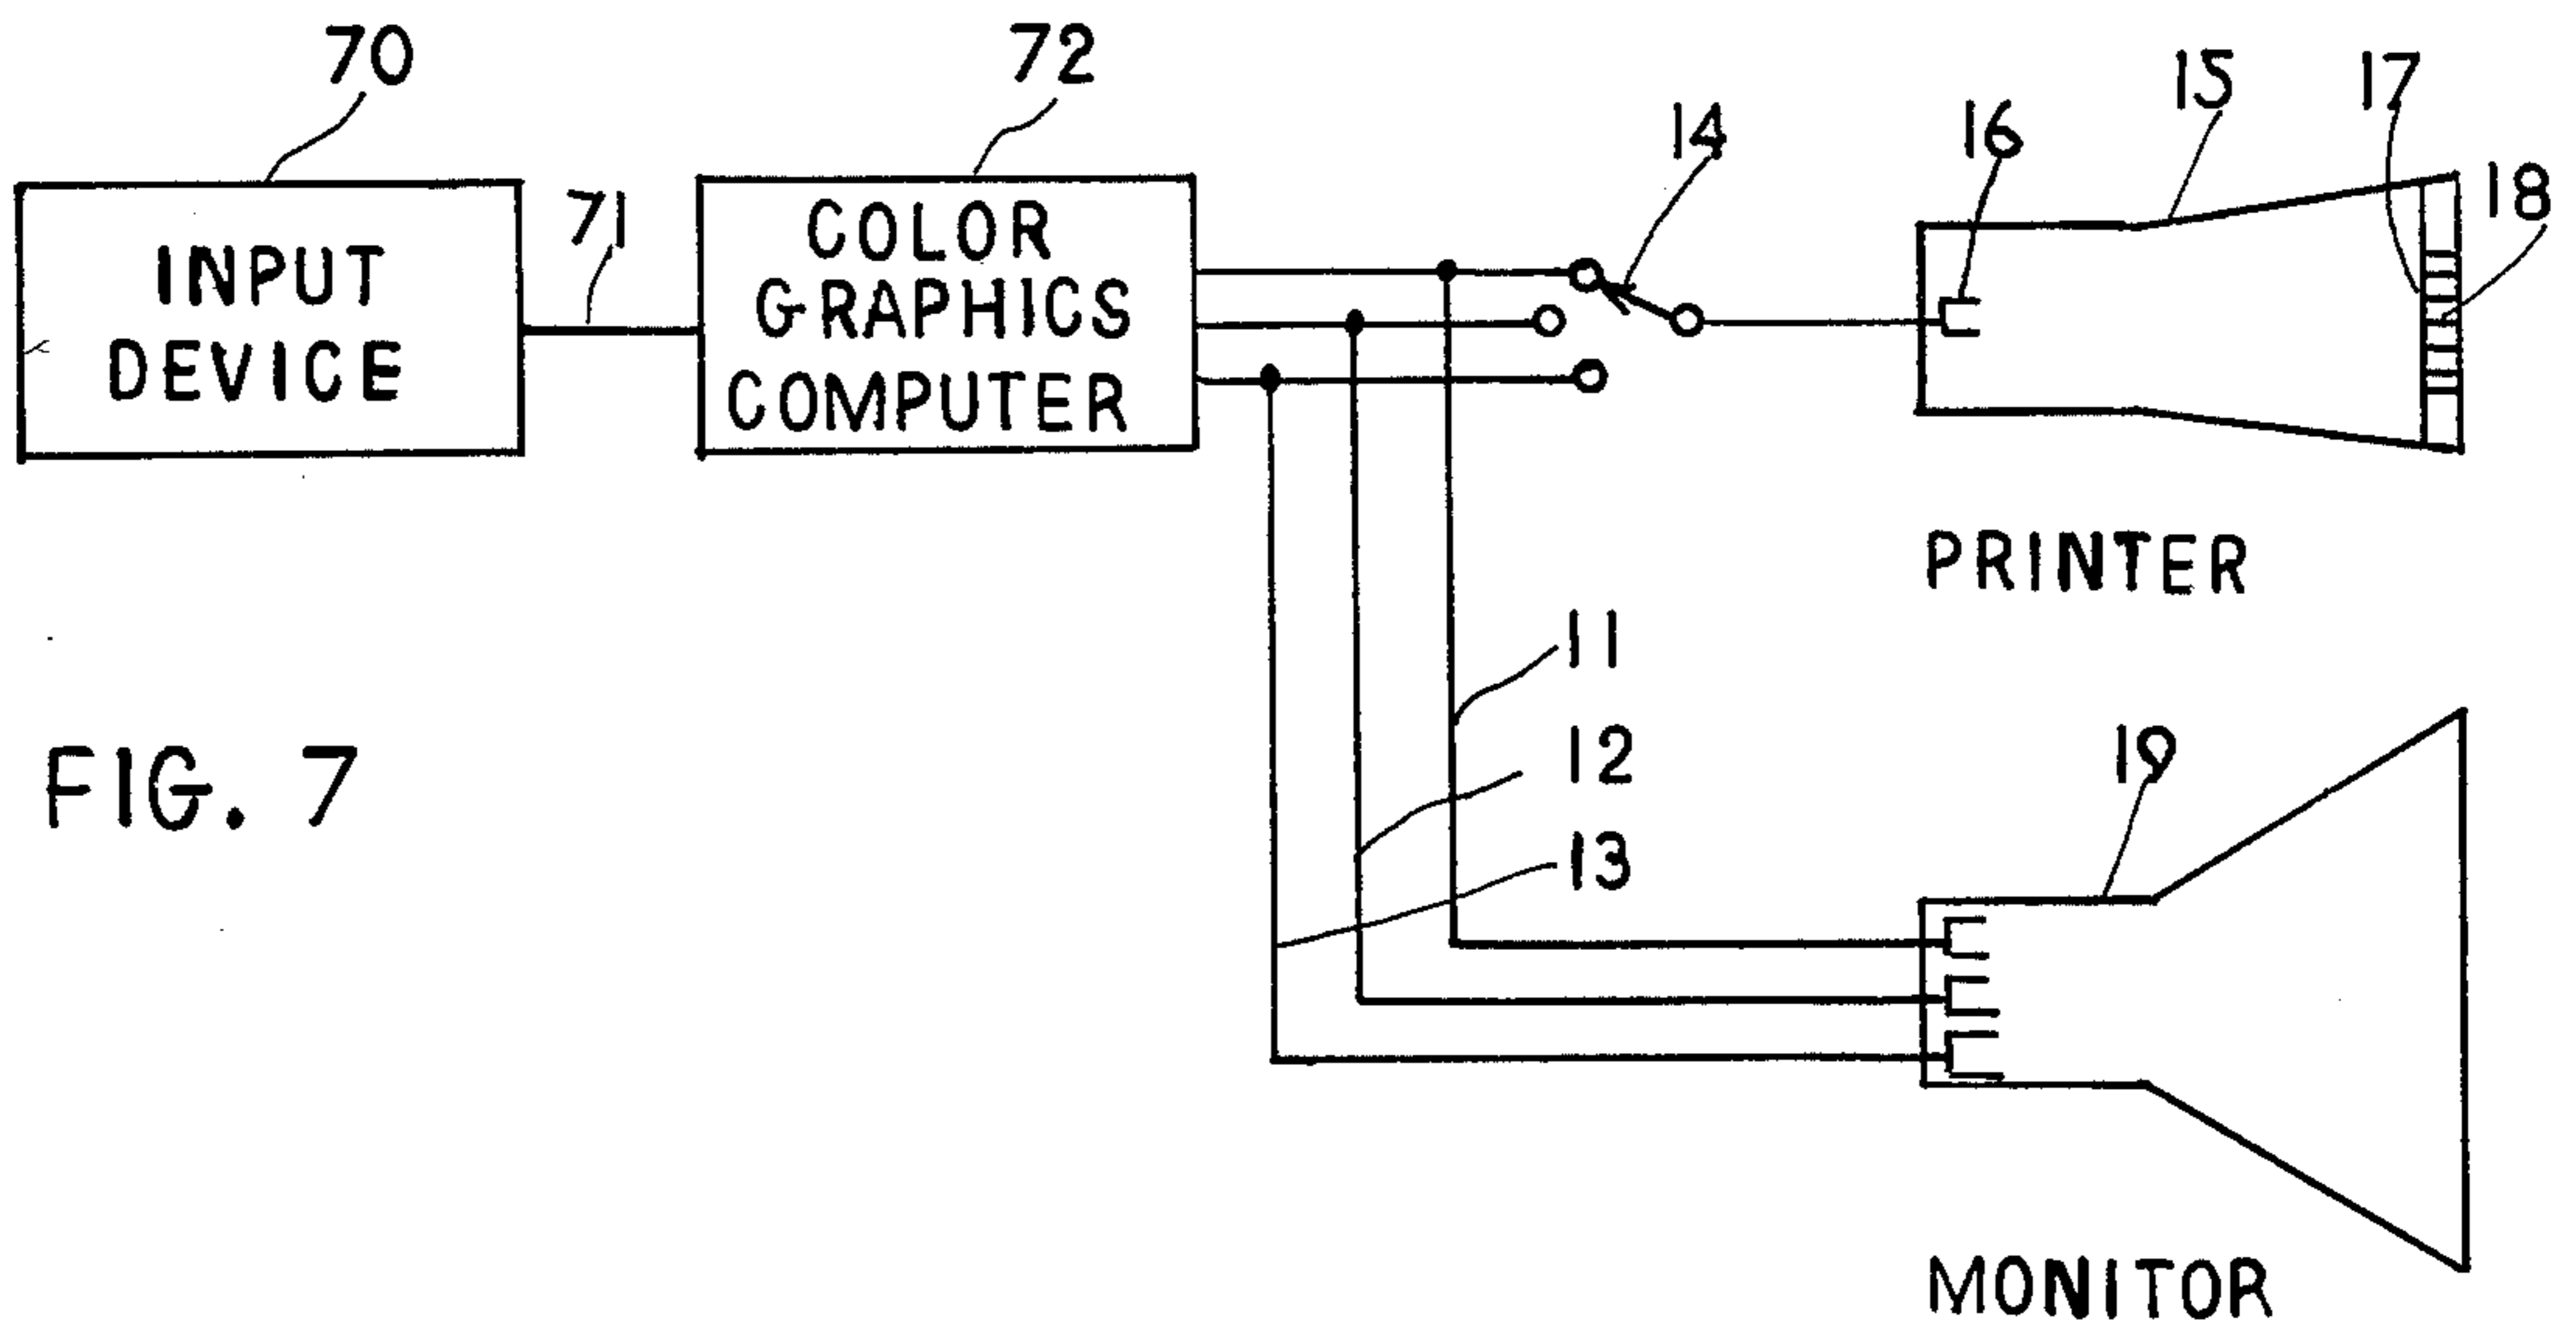 70
72
14
16
15
17
18
71
INPUT
DEVICE
COLOR
GRAPHICS
COMPUTER
PRINTER
11
12
13
19
FIG. 7
MONITOR